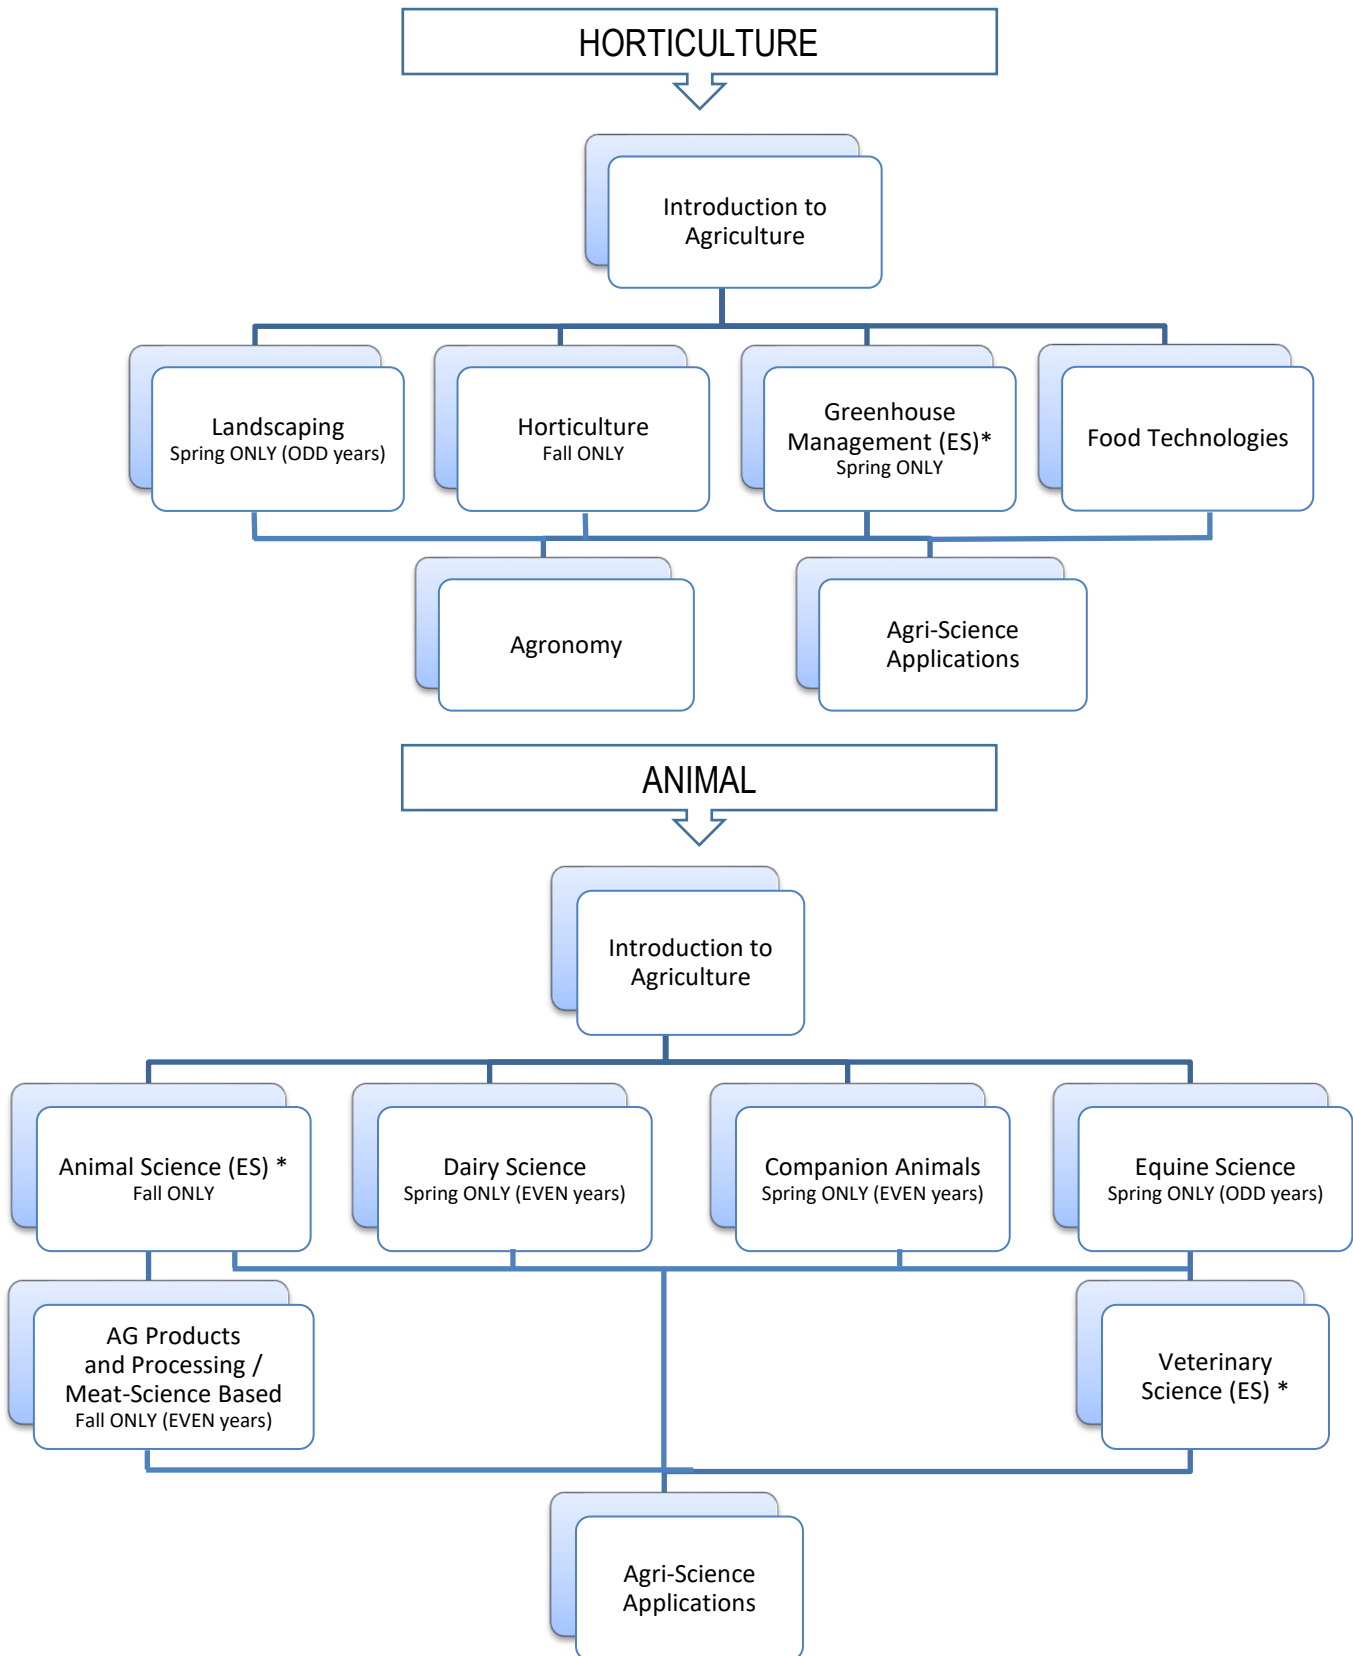 HORTICULTURE
Introduction to
Agriculture
Landscaping
Spring ONLY (ODD years)
Horticulture
Fall ONLY
Greenhouse
Management (ES)*
Spring ONLY
Food Technologies
Agronomy
Agri-Science
Applications
ANIMAL
Introduction to
Agriculture
Animal Science (ES) *
Fall ONLY
Dairy Science
Spring ONLY (EVEN years)
Companion Animals
Spring ONLY (EVEN years)
Equine Science
Spring ONLY (ODD years)
AG Products
and Processing /
Meat-Science Based
Fall ONLY (EVEN years)
Veterinary
Science (ES) *
Agri-Science
Applications